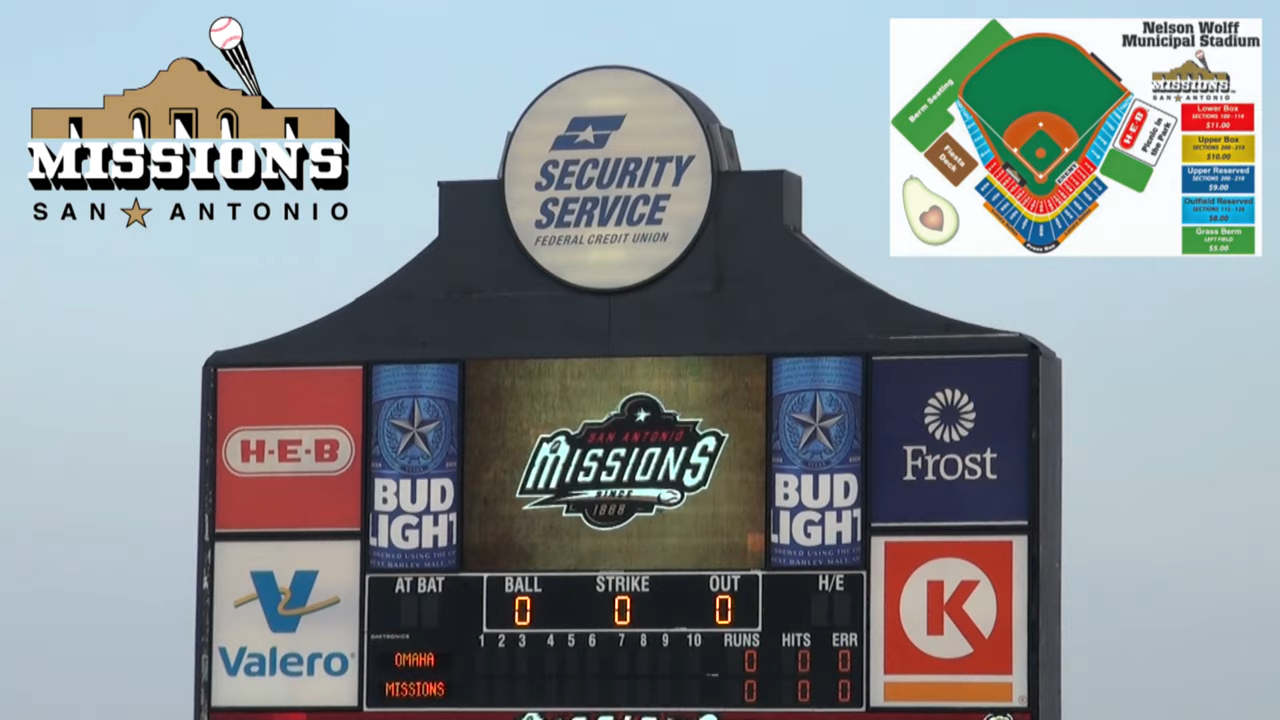 MISSIONS
SAN ANTONIO
Nelson Wolff
Municipal Stadium
MISSIONS
SAN ANTONIO
Berm Seating
Fiesta
Deck
H-E-B
Picnic in
the Park
Lower Box
SECTIONS 100-116
$11.00
Upper Box
$10.00
Upper Reserved
$9.00
Outfield Reserved
$8.00
Grass Berm
LEFT FIELD
$5.00
Press Box
SECURITY
SERVICE
FEDERAL CREDIT UNION
H-E-B
BUD
LIGHT
SAN ANTONIO
MISSIONS
SINCE
1888
BUD
LIGHT
Frost
Valero
K
AT BAT BALL STRIKE OUT H/E
0 0 0
DAKTRONICS
1 2 3 4 5 6 7 8 9 10 RUNS HITS ERR
OMAHA 0 0 0
MISSIONS 0 0 0